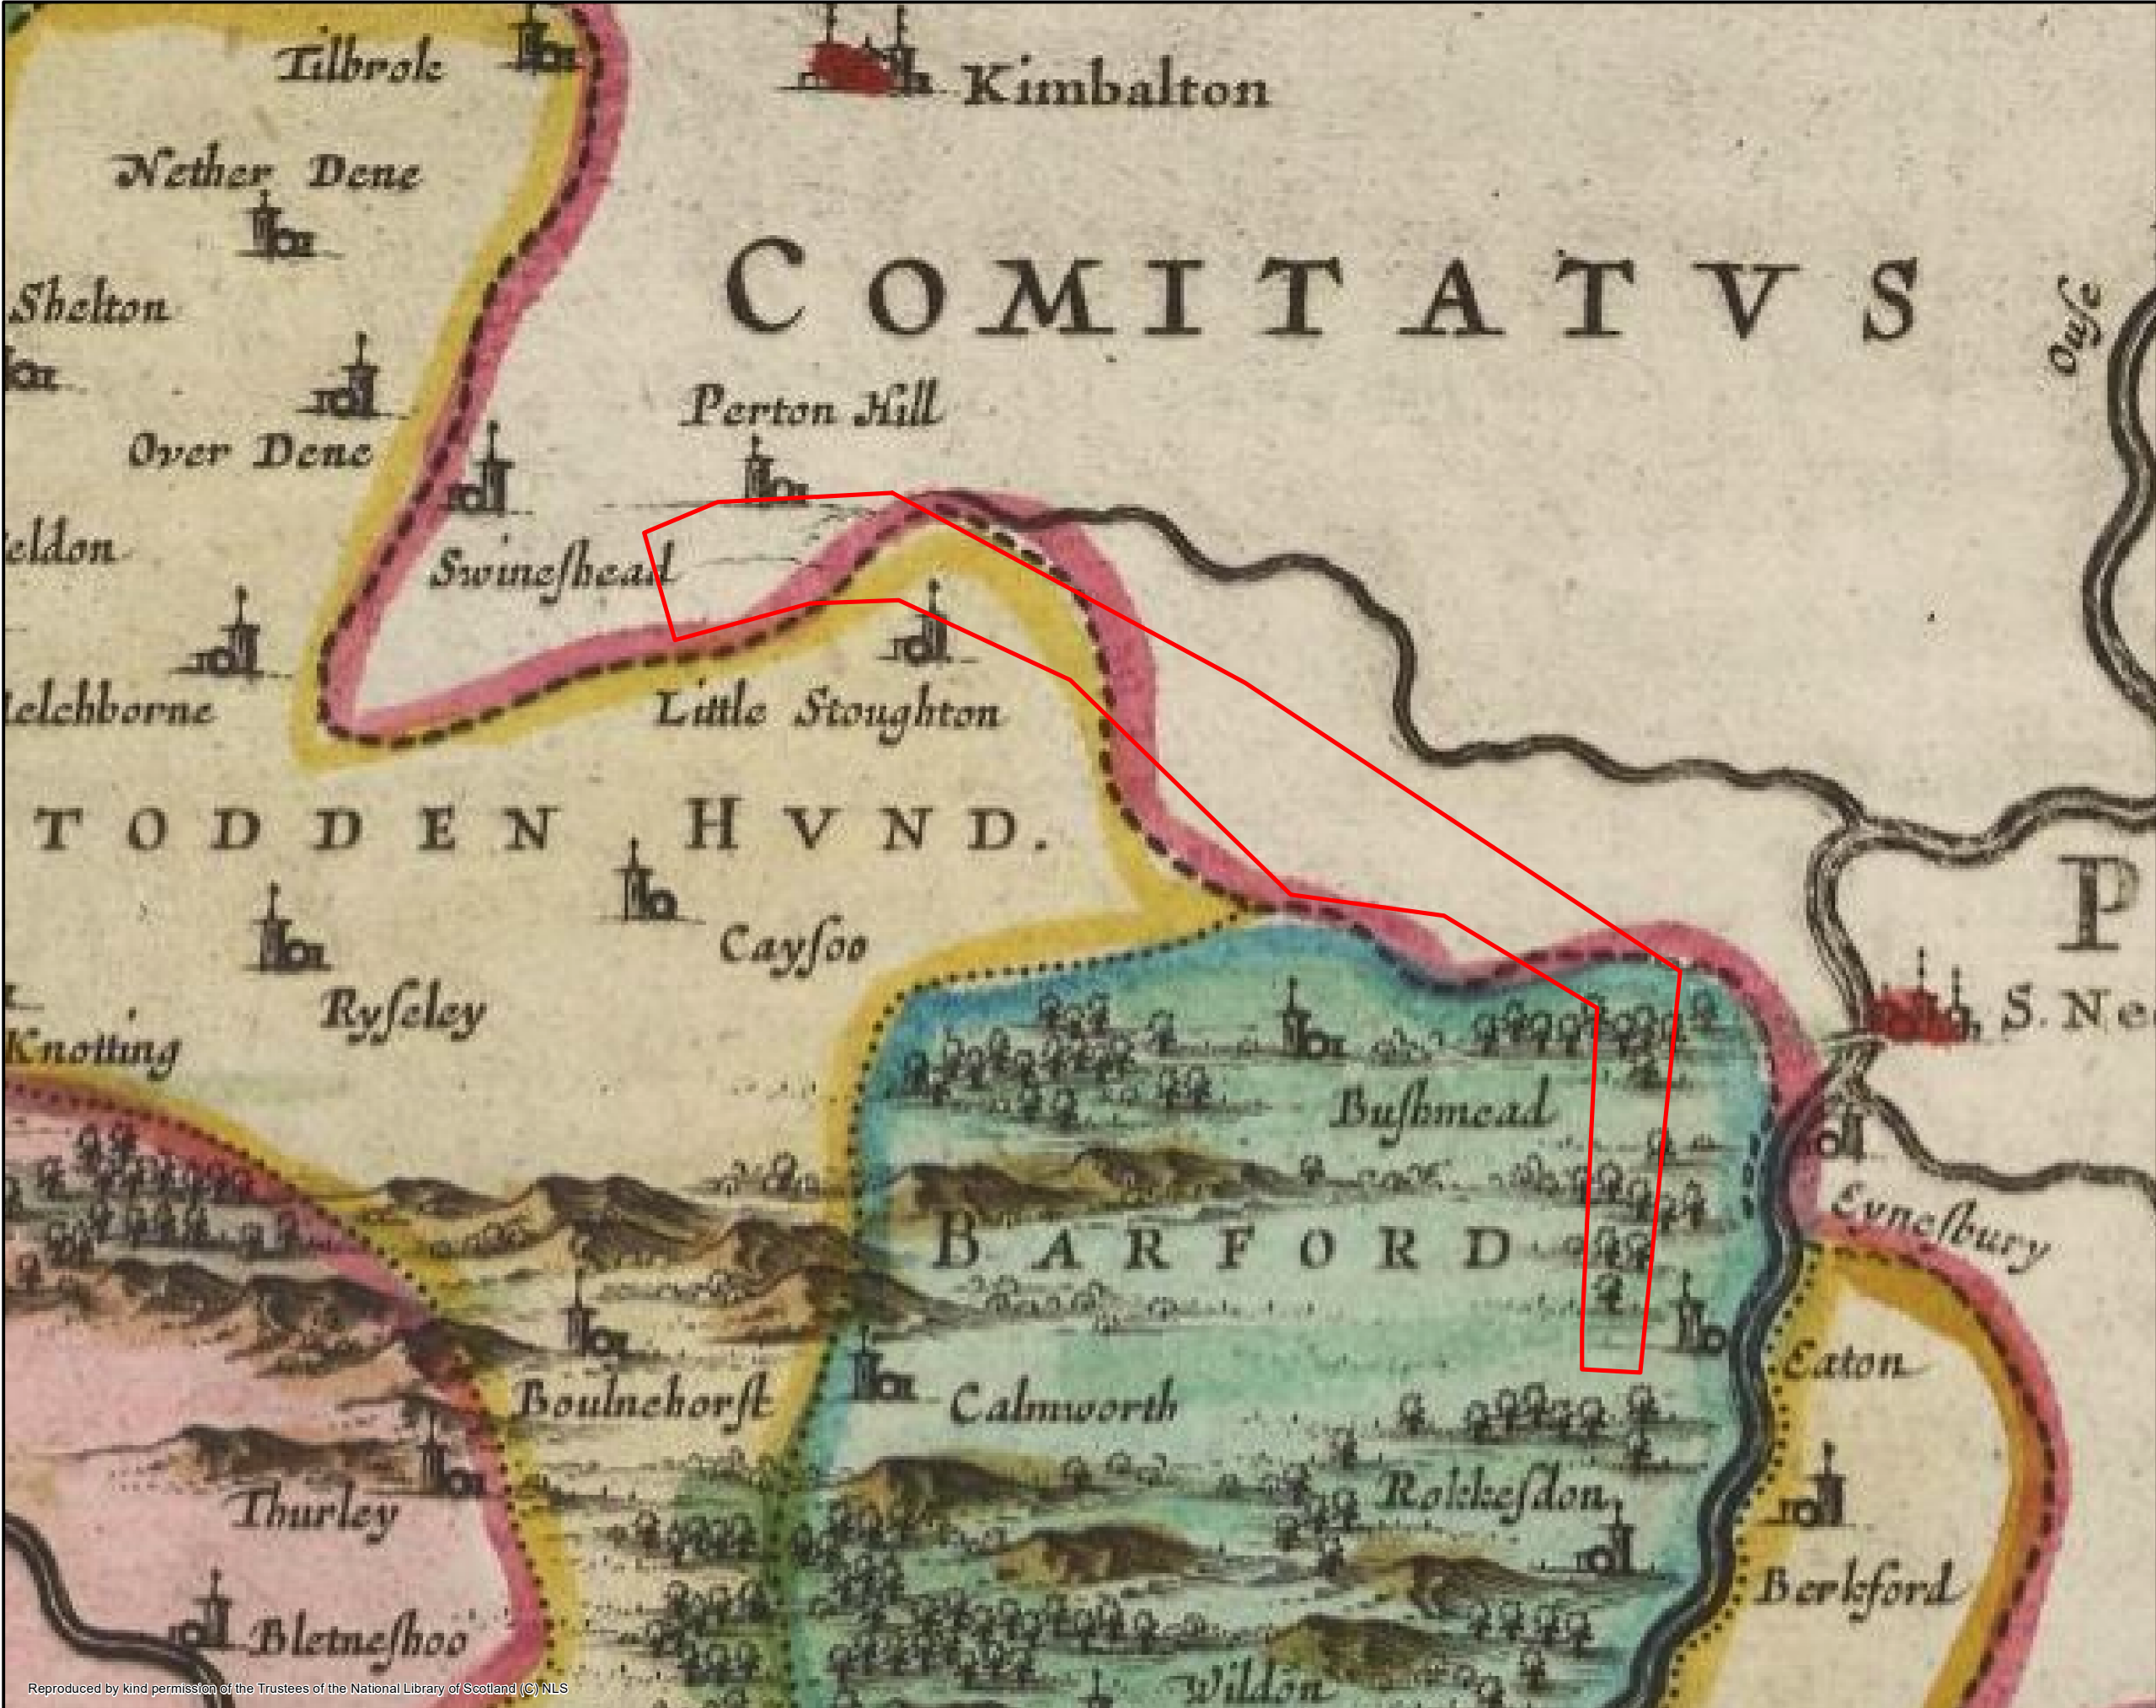 Tilbrok
Kimbalton
Nether Dene
COMITATVS
Shelton
Ouſe
Perton Hill
Over Dene
eldon
Swineſhead
elchborne
Little Stoughton
TODDEN HVND.
P
Cayſoo
Ryſeley
S. Ne
Knotting
Buſhmead
Eyneſbury
BARFORD
Eaton
Boulnehorſt
Calmworth
Rokkeſdon
Thurley
Berkford
Bletneſhoo
Wildon
Reproduced by kind permission of the Trustees of the National Library of Scotland (C) NLS